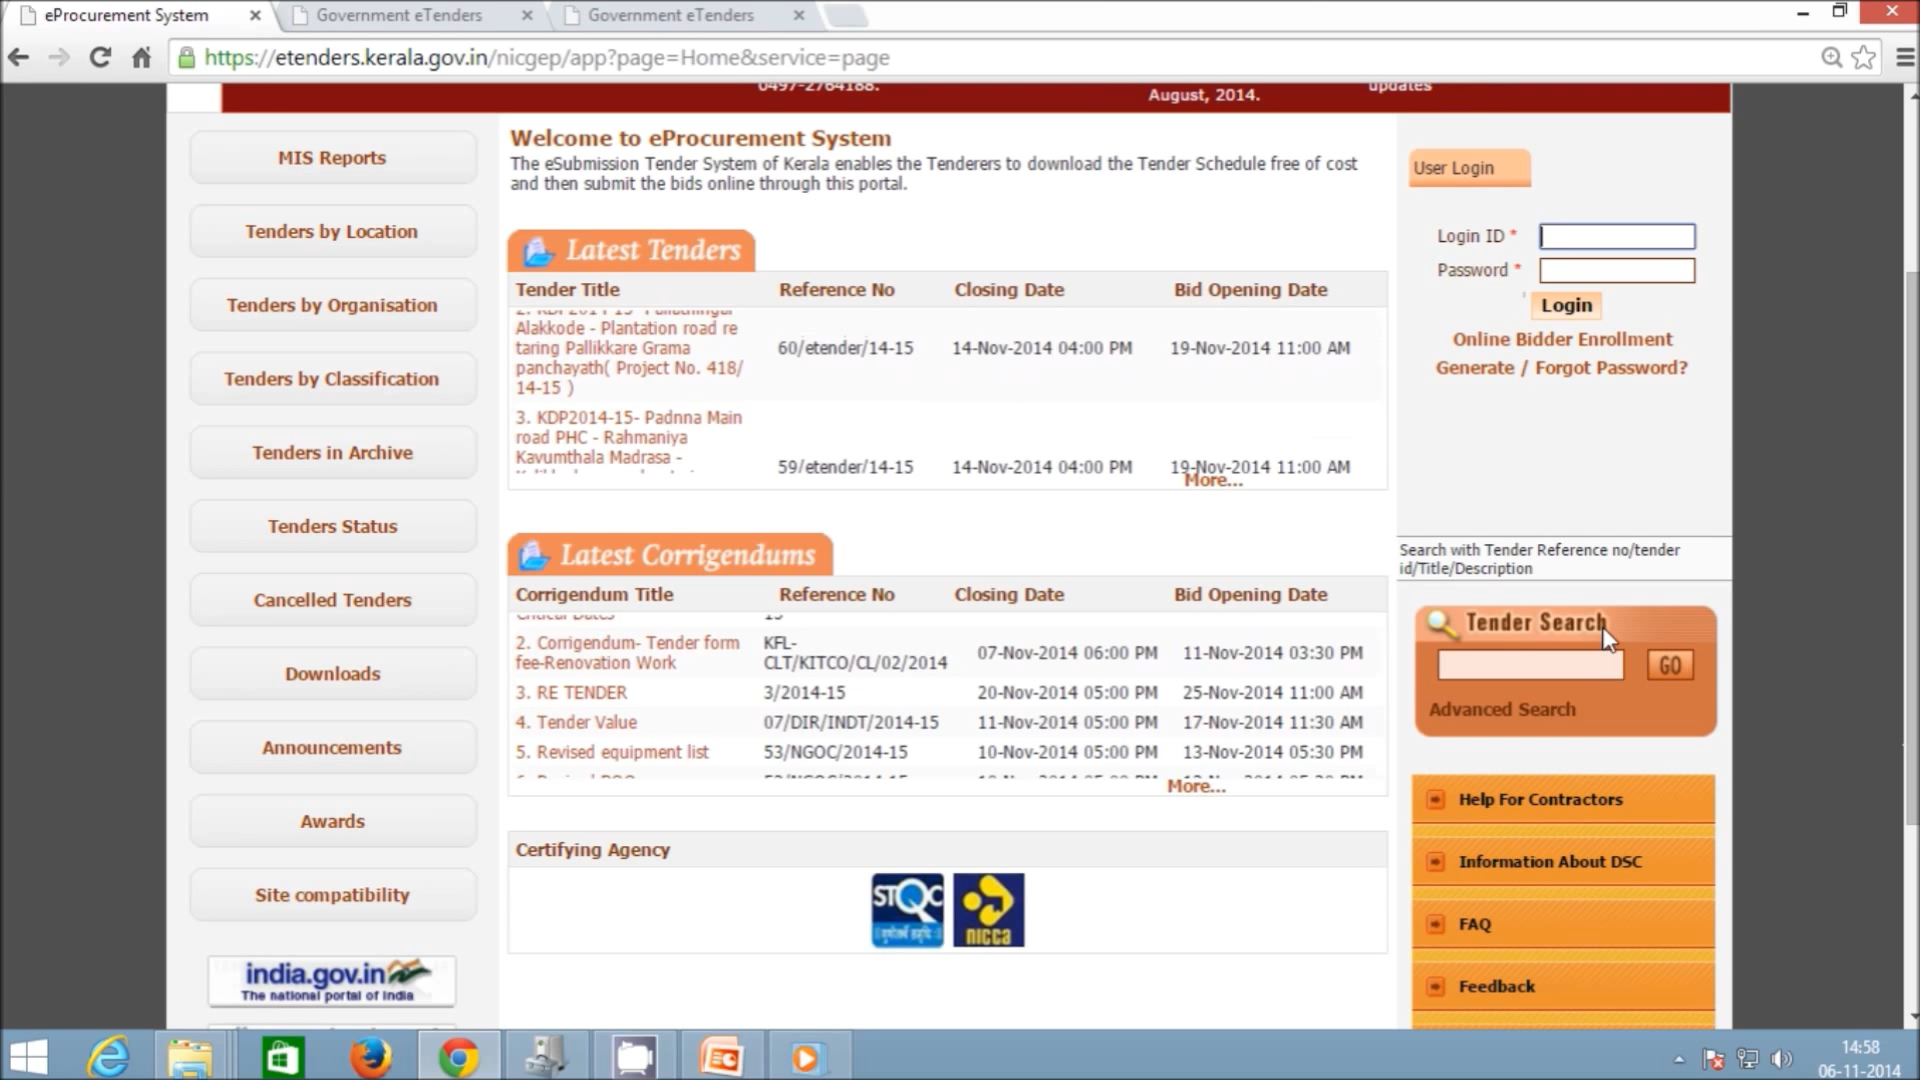 eProcurement System
Government eTenders
Government eTenders
https://etenders.kerala.gov.in/nicgep/app?page=Home&service=page
0497-2764188.
August, 2014.
updates
MIS Reports
Tenders by Location
Tenders by Organisation
Tenders by Classification
Tenders in Archive
Tenders Status
Cancelled Tenders
Downloads
Announcements
Awards
Site compatibility
india.gov.in
The national portal of India
Welcome to eProcurement System
The eSubmission Tender System of Kerala enables the Tenderers to download the Tender Schedule free of cost
and then submit the bids online through this portal.
Latest Tenders
Tender Title Reference No Closing Date Bid Opening Date
Alakkode - Plantation road re
taring Pallikkare Grama
panchayath( Project No. 418/
14-15 )
60/etender/14-15 14-Nov-2014 04:00 PM 19-Nov-2014 11:00 AM
3. KDP2014-15- Padnna Main
road PHC - Rahmaniya
Kavumthala Madrasa -
59/etender/14-15 14-Nov-2014 04:00 PM 19-Nov-2014 11:00 AM
More...
Latest Corrigendums
Corrigendum Title Reference No Closing Date Bid Opening Date
Critical Dates 15
2. Corrigendum- Tender form
fee-Renovation Work
KFL-
CLT/KITCO/CL/02/2014
07-Nov-2014 06:00 PM 11-Nov-2014 03:30 PM
3. RE TENDER 3/2014-15 20-Nov-2014 05:00 PM 25-Nov-2014 11:00 AM
4. Tender Value 07/DIR/INDT/2014-15 11-Nov-2014 05:00 PM 17-Nov-2014 11:30 AM
5. Revised equipment list 53/NGOC/2014-15 10-Nov-2014 05:00 PM 13-Nov-2014 05:30 PM
More...
Certifying Agency
STQC
nicca
User Login
Login ID *
Password *
Login
Online Bidder Enrollment
Generate / Forgot Password?
Search with Tender Reference no/tender
id/Title/Description
Tender Search
GO
Advanced Search
Help For Contractors
Information About DSC
FAQ
Feedback
14:58
06-11-2014